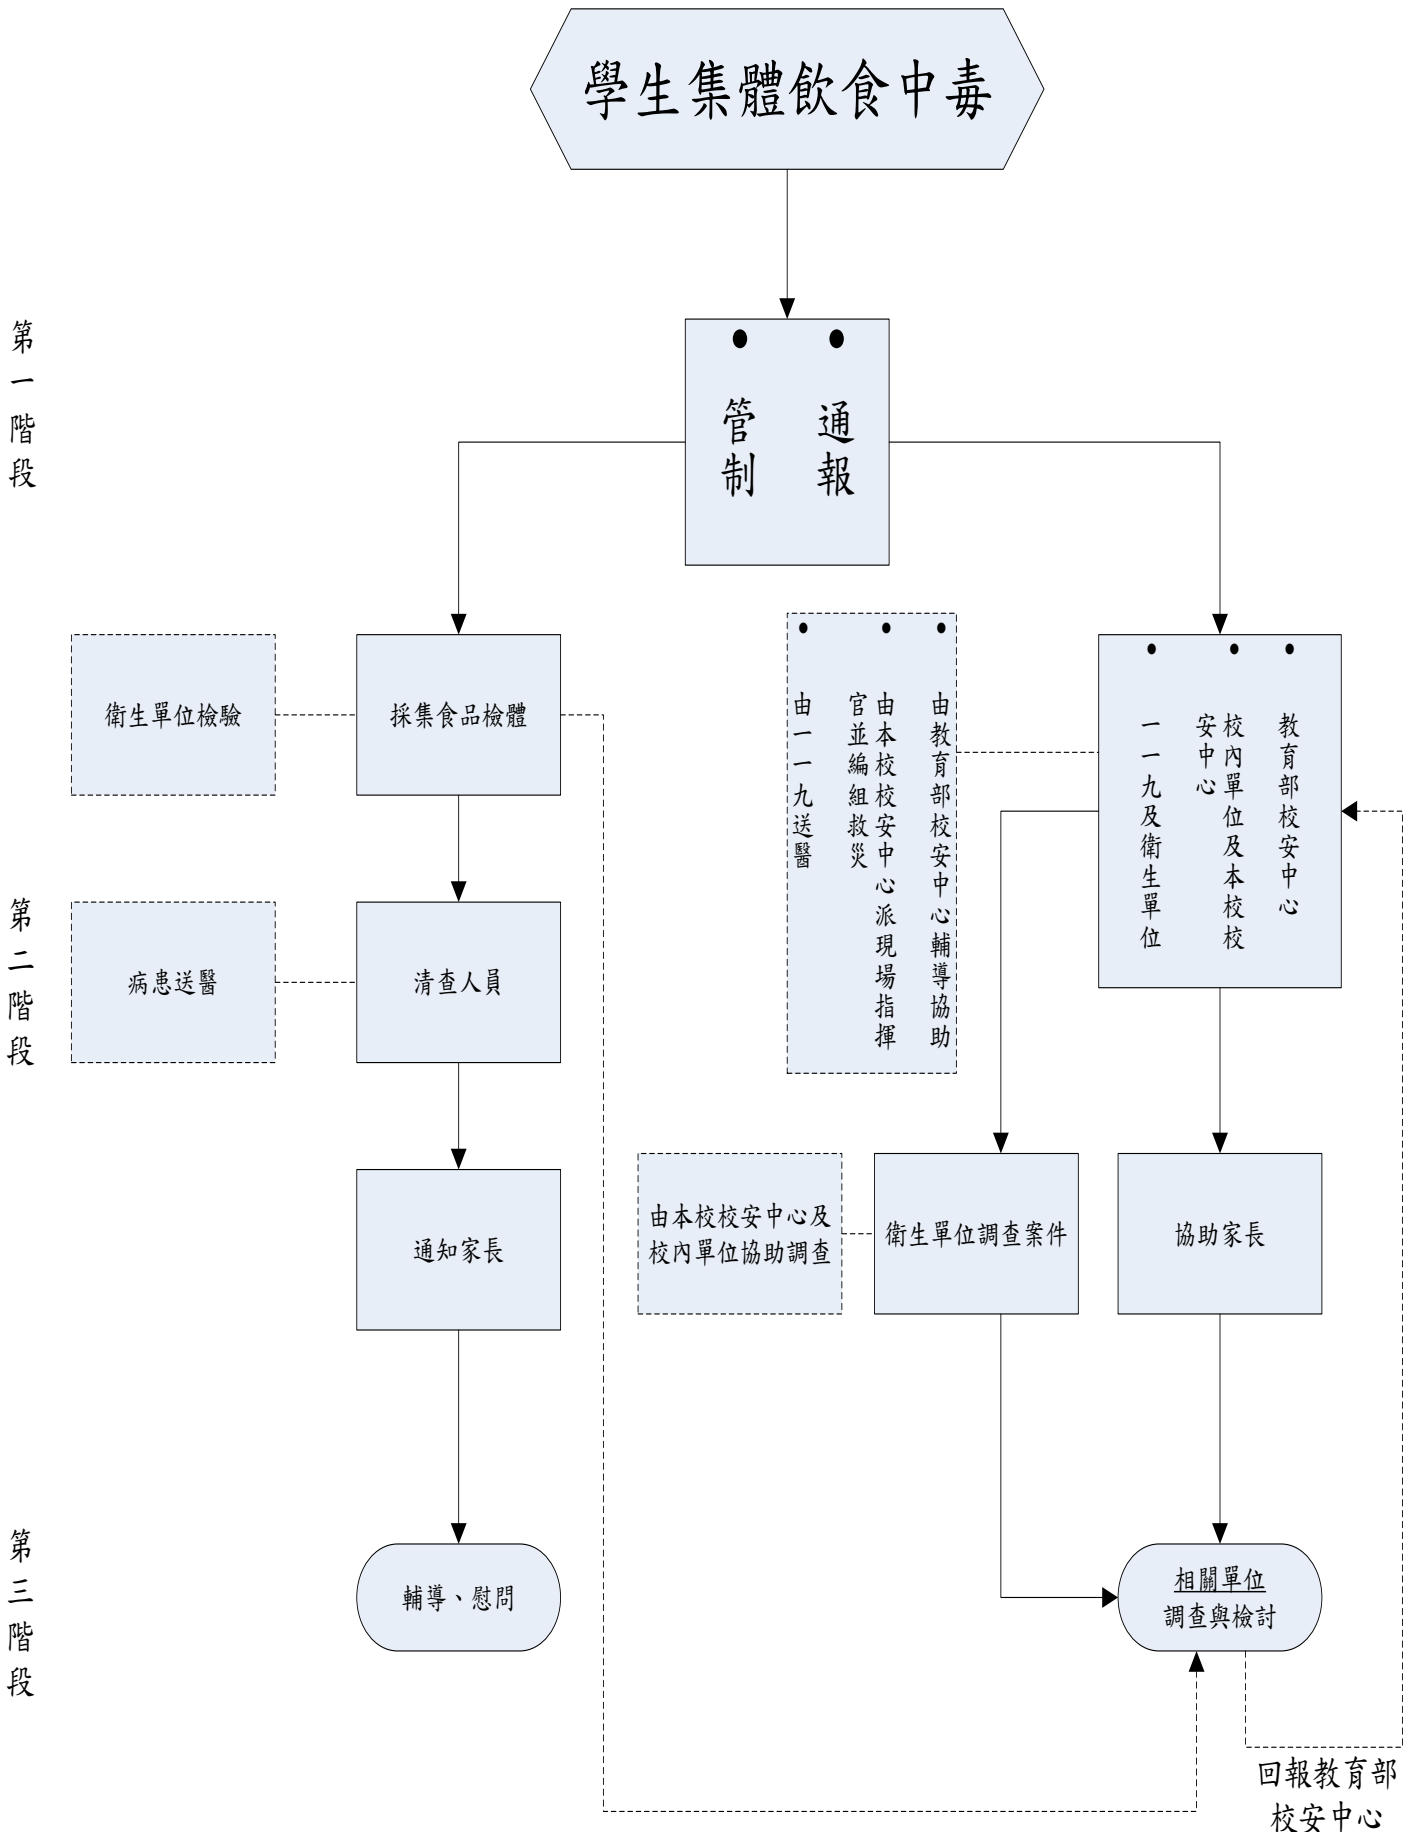 學生集體飲食中毒
第一階段
● 通報
● 管制
● 教育部校安中心
● 校內單位及本校校
安中心
● 一一九及衛生單位
● 由教育部校安中心輔導協助
● 由本校校安中心派現場指揮
官並編組救災
● 由一一九送醫
衛生單位檢驗
採集食品檢體
第二階段
病患送醫
清查人員
通知家長
由本校校安中心及
校內單位協助調查
衛生單位調查案件
協助家長
第三階段
輔導、慰問
相關單位
調查與檢討
回報教育部
校安中心